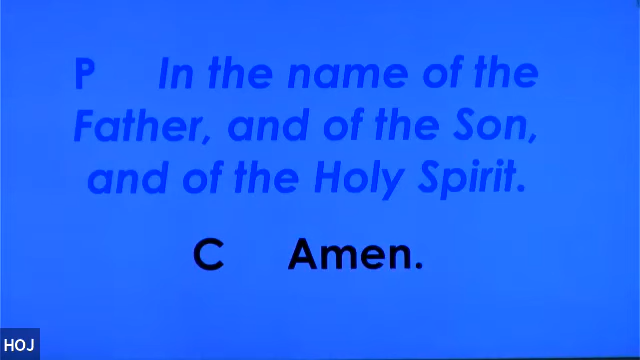 P In the name of the
Father, and of the Son,
and of the Holy Spirit.
C Amen.
HOJ